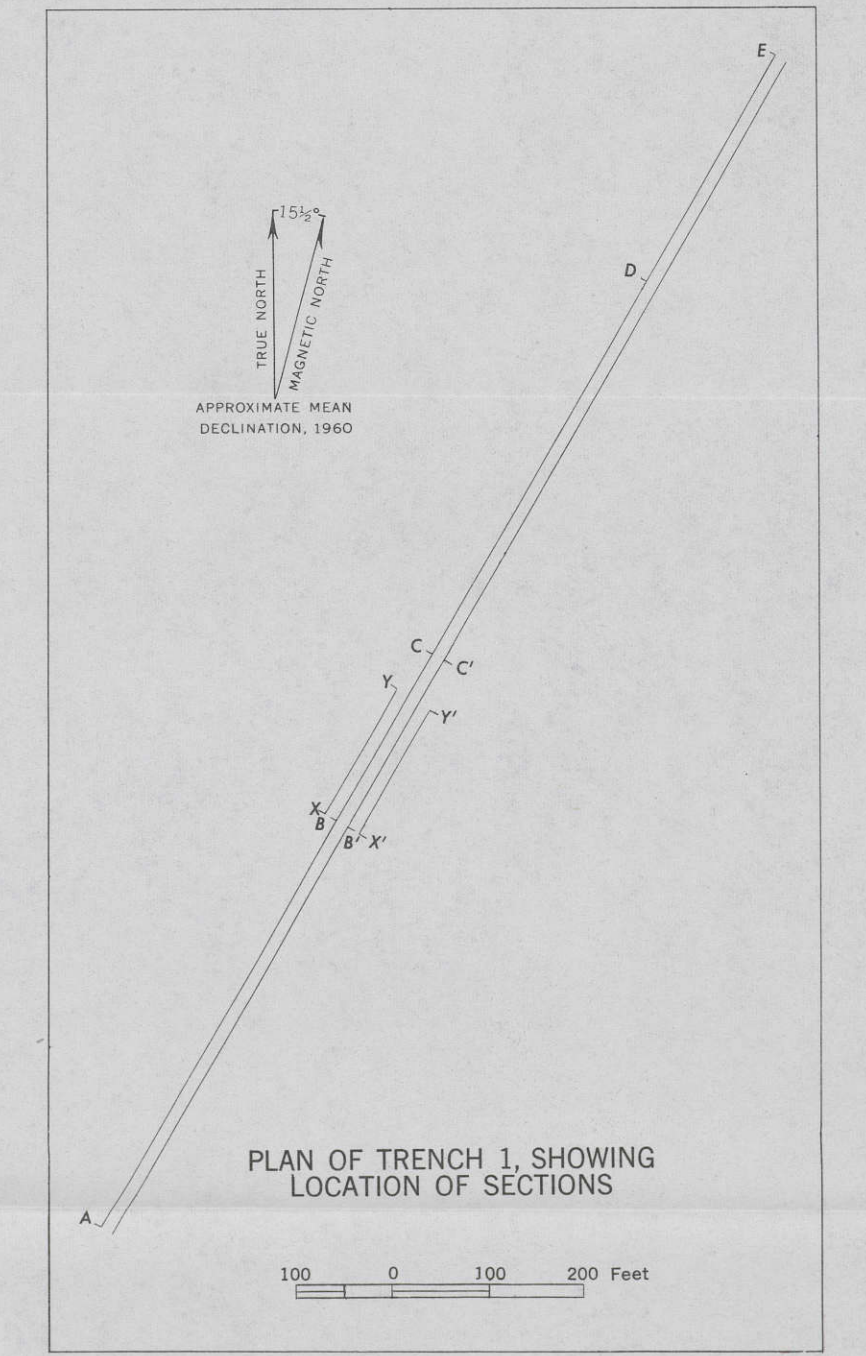 E
15½°
TRUE NORTH
MAGNETIC NORTH
D
APPROXIMATE MEAN
DECLINATION, 1960
C
C'
Y
Y'
X
B
B'
X'
PLAN OF TRENCH 1, SHOWING
LOCATION OF SECTIONS
A
100 0 100 200 Feet